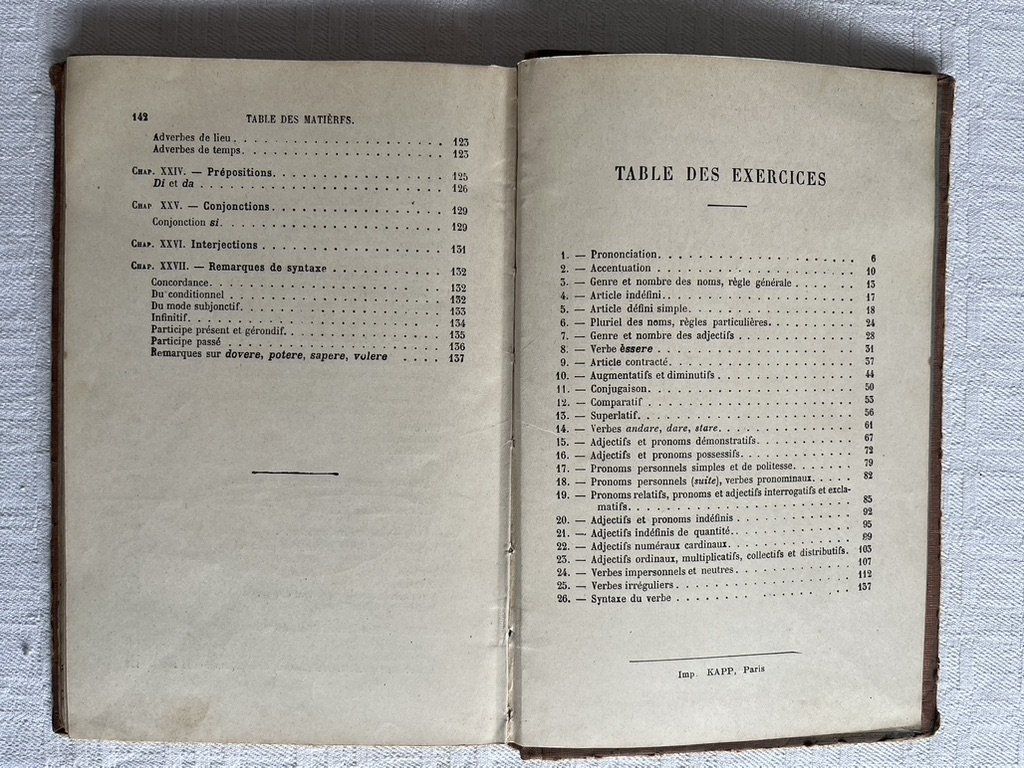 142 TABLE DES MATIÈRFS.
Adverbes de lieu. . . . . . . . . . . . . . . . . . . . 123
Adverbes de temps. . . . . . . . . . . . . . . . . . . 123
CHAP. XXIV. — Prépositions. . . . . . . . . . . . . . . . 125
Di et da . . . . . . . . . . . . . . . . . . . . . . . 126
CHAP XXV. — Conjonctions. . . . . . . . . . . . . . . . 129
Conjonction si. . . . . . . . . . . . . . . . . . . . . 129
CHAP. XXVI. Interjections . . . . . . . . . . . . . . . . 131
CHAP. XXVII. — Remarques de syntaxe . . . . . . . . . . 132
Concordance. . . . . . . . . . . . . . . . . . . . . . 132
Du conditionnel . . . . . . . . . . . . . . . . . . . . 132
Du mode subjonctif. . . . . . . . . . . . . . . . . . . 133
Infinitif. . . . . . . . . . . . . . . . . . . . . . . . 134
Participe présent et gérondif. . . . . . . . . . . . . . 135
Participe passé . . . . . . . . . . . . . . . . . . . . 136
Remarques sur dovere, potere, sapere, volere . . . . 137
TABLE DES EXERCICES
1. — Prononciation. . . . . . . . . . . . . . . . . . . 6
2. — Accentuation . . . . . . . . . . . . . . . . . . . 10
3. — Genre et nombre des noms, règle générale . . . . . . 13
4. — Article indéfini. . . . . . . . . . . . . . . . . . 17
5. — Article défini simple. . . . . . . . . . . . . . . . 18
6. — Pluriel des noms, règles particulières. . . . . . . . 24
7. — Genre et nombre des adjectifs . . . . . . . . . . . 28
8. — Verbe èssere . . . . . . . . . . . . . . . . . . . 31
9. — Article contracté. . . . . . . . . . . . . . . . . . 37
10. — Augmentatifs et diminutifs . . . . . . . . . . . . . 44
11. — Conjugaison. . . . . . . . . . . . . . . . . . . . 50
12. — Comparatif . . . . . . . . . . . . . . . . . . . . 53
13. — Superlatif. . . . . . . . . . . . . . . . . . . . . 56
14. — Verbes andare, dare, stare. . . . . . . . . . . . . 61
15. — Adjectifs et pronoms démonstratifs. . . . . . . . . 67
16. — Adjectifs et pronoms possessifs. . . . . . . . . . . 72
17. — Pronoms personnels simples et de politesse. . . . . . 79
18. — Pronoms personnels (suite), verbes pronominaux. . . . 82
19. — Pronoms relatifs, pronoms et adjectifs interrogatifs et excla-
matifs. . . . . . . . . . . . . . . . . . . . . . . 85
20. — Adjectifs et pronoms indéfinis . . . . . . . . . . . 92
21. — Adjectifs indéfinis de quantité. . . . . . . . . . . . 95
22. — Adjectifs numéraux cardinaux . . . . . . . . . . . . 89
23. — Adjectifs ordinaux, multiplicatifs, collectifs et distributifs. 103
24. — Verbes impersonnels et neutres. . . . . . . . . . . 107
25. — Verbes irréguliers . . . . . . . . . . . . . . . . . 112
26. — Syntaxe du verbe . . . . . . . . . . . . . . . . . 137
Imp. KAPP, Paris